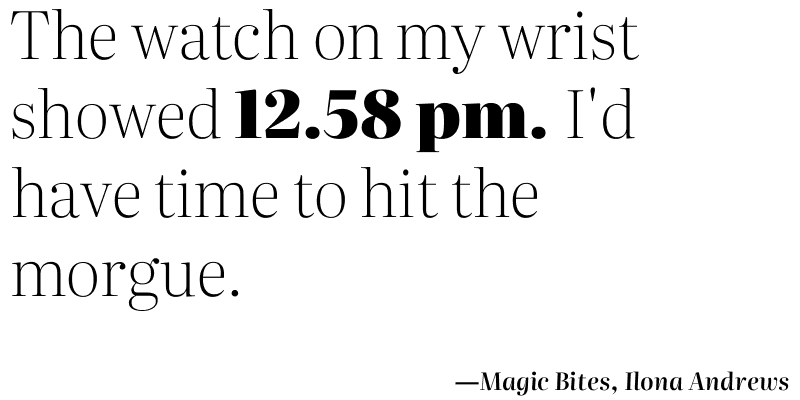 The watch on my wrist
showed 12.58 pm. I'd
have time to hit the
morgue.
—Magic Bites, Ilona Andrews